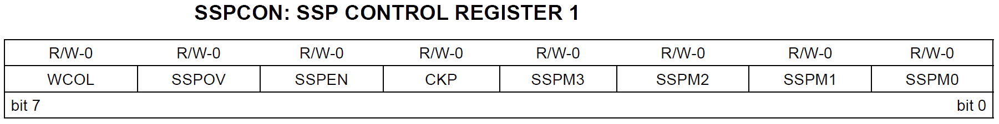 SSPCON: SSP CONTROL REGISTER 1
R/W-0 R/W-0 R/W-0 R/W-0 R/W-0 R/W-0 R/W-0 R/W-0
WCOL SSPOV SSPEN CKP SSPM3 SSPM2 SSPM1 SSPM0
bit 7 bit 0